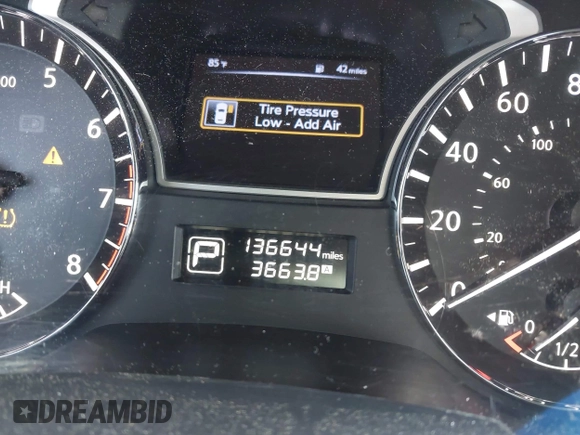 85°F 42 miles
Tire Pressure
Low - Add Air
5
6
7
8
80
60
40
20
0
100
60
20
P
136644 miles
3663.8 A
0
1/2
DREAMBID